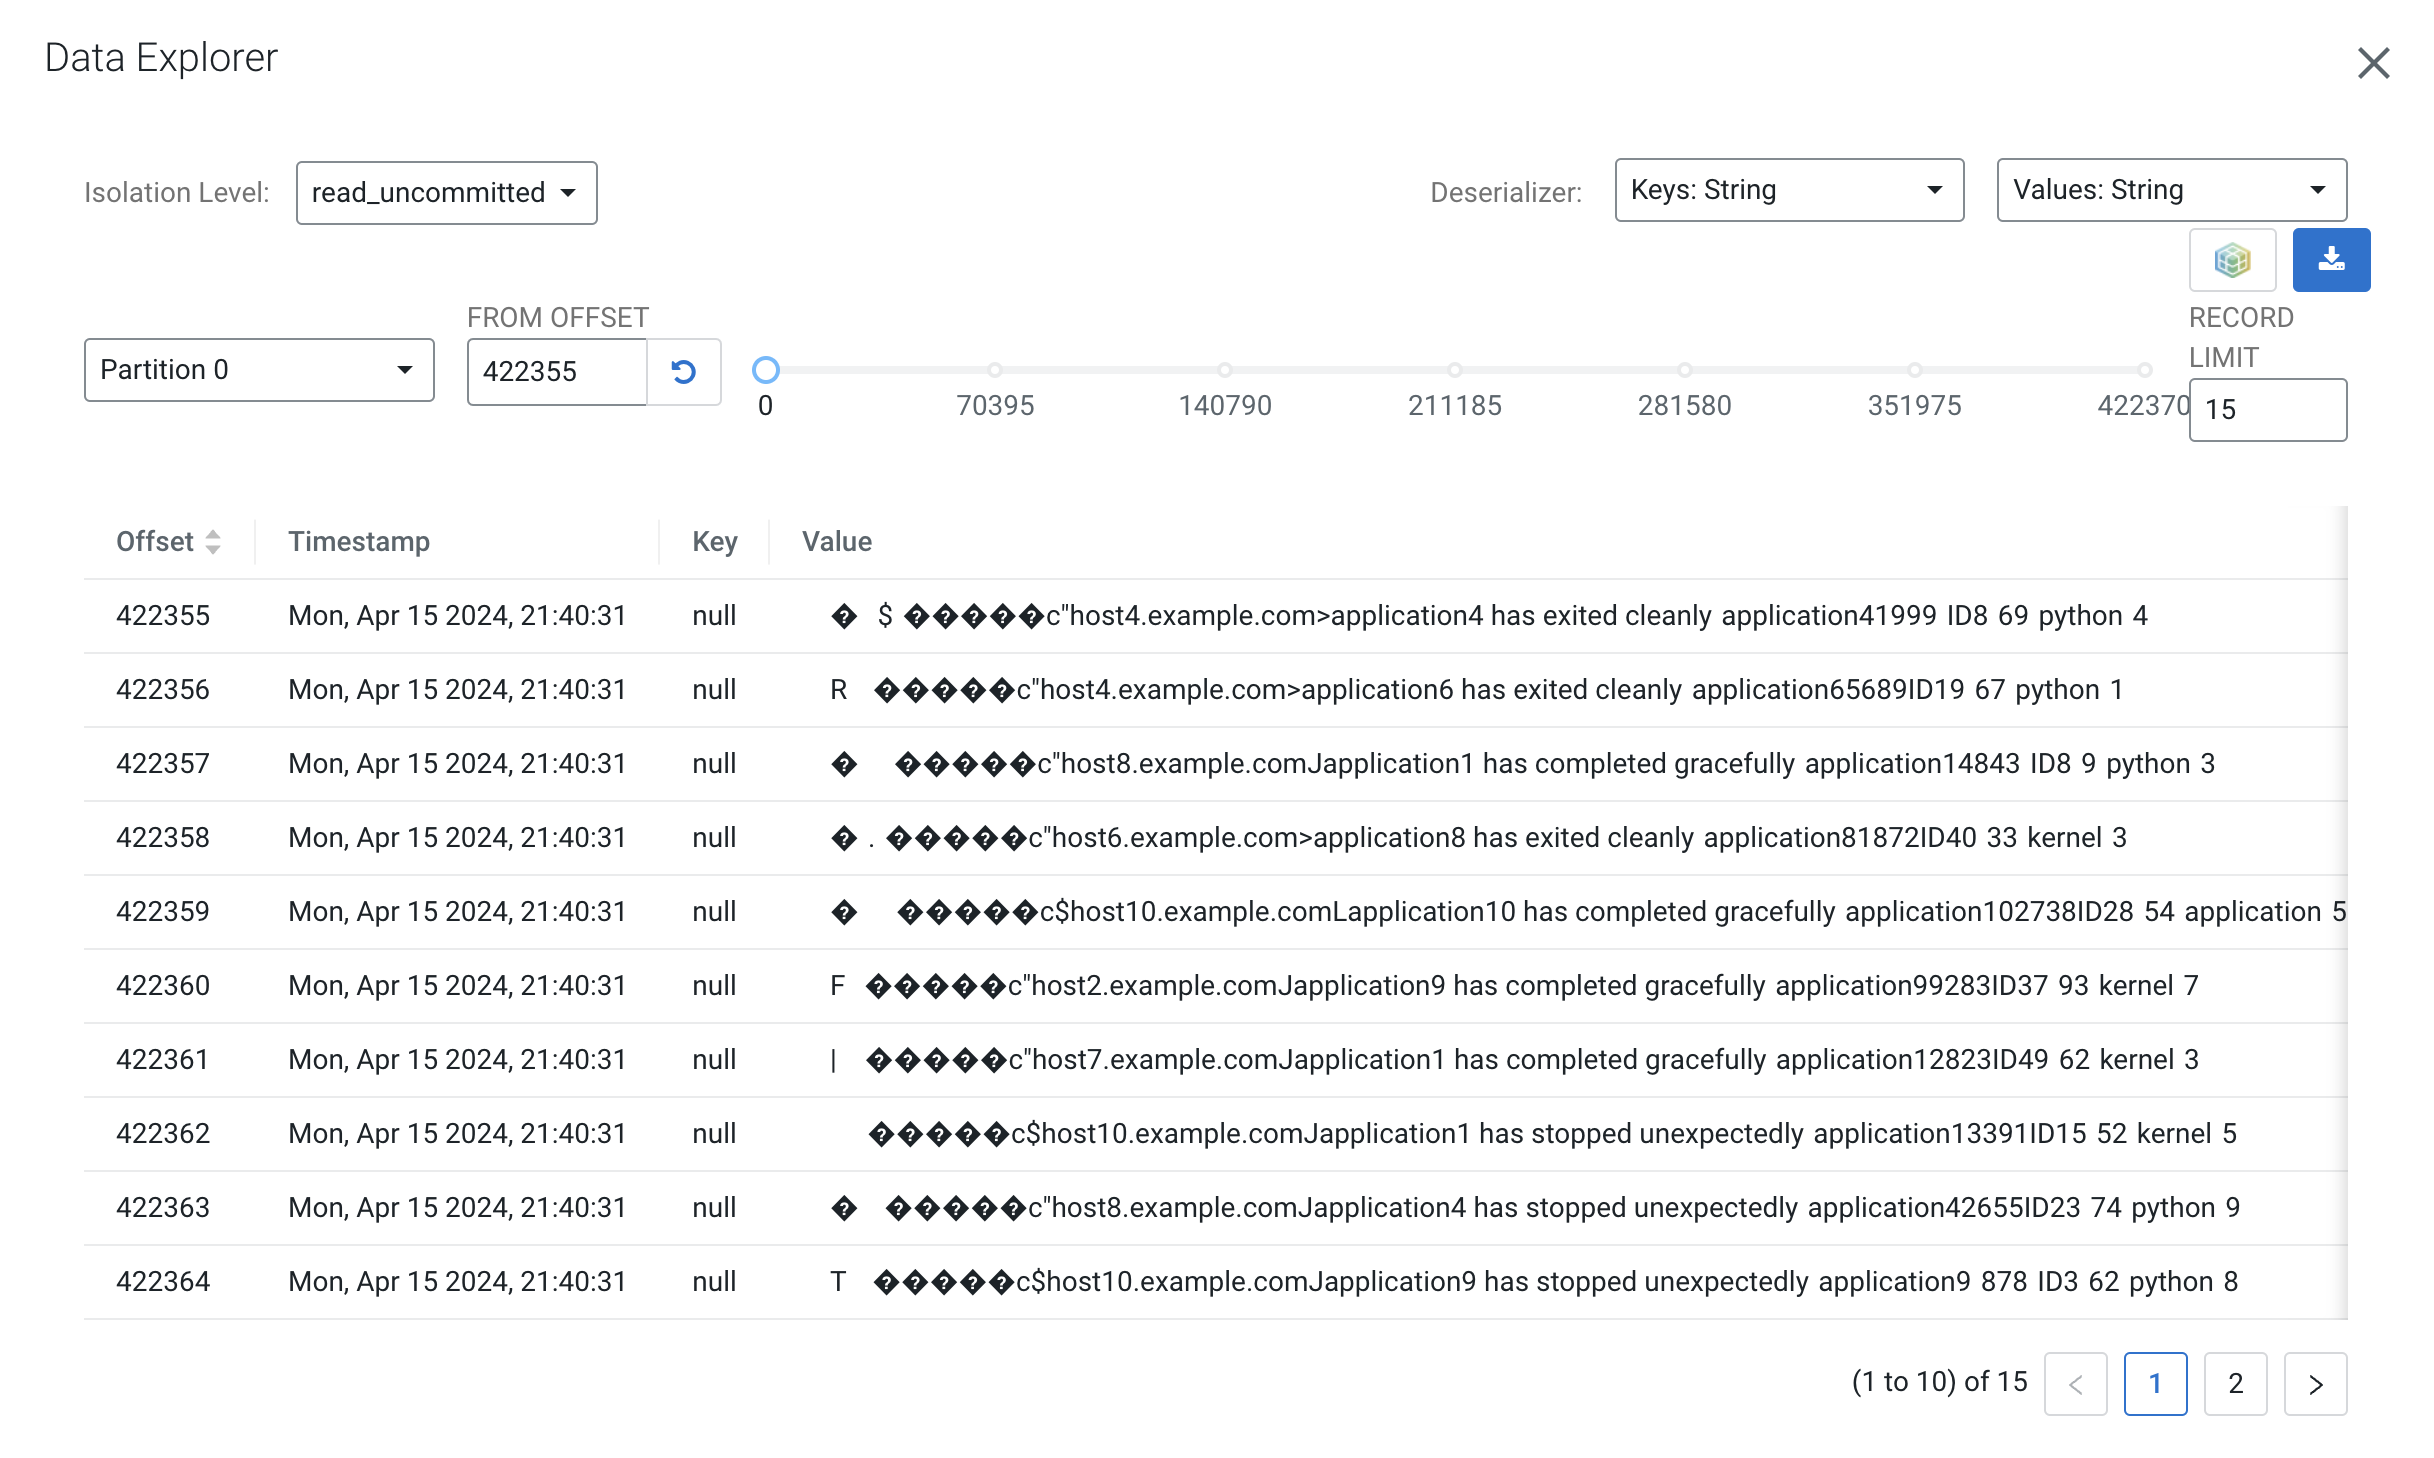 Data Explorer
Isolation Level: read_uncommitted Deserializer: Keys: String Values: String
FROM OFFSET RECORD LIMIT
Partition 0 422355 15
0 70395 140790 211185 281580 351975 422370
Offset Timestamp Key Value
422355 Mon, Apr 15 2024, 21:40:31 null � $ �����c"host4.example.com>application4 has exited cleanly application41999 ID8 69 python 4
422356 Mon, Apr 15 2024, 21:40:31 null R �����c"host4.example.com>application6 has exited cleanly application65689ID19 67 python 1
422357 Mon, Apr 15 2024, 21:40:31 null � �����c"host8.example.comJapplication1 has completed gracefully application14843 ID8 9 python 3
422358 Mon, Apr 15 2024, 21:40:31 null � . �����c"host6.example.com>application8 has exited cleanly application81872ID40 33 kernel 3
422359 Mon, Apr 15 2024, 21:40:31 null � �����c$host10.example.comLapplication10 has completed gracefully application102738ID28 54 application 5
422360 Mon, Apr 15 2024, 21:40:31 null F �����c"host2.example.comJapplication9 has completed gracefully application99283ID37 93 kernel 7
422361 Mon, Apr 15 2024, 21:40:31 null | �����c"host7.example.comJapplication1 has completed gracefully application12823ID49 62 kernel 3
422362 Mon, Apr 15 2024, 21:40:31 null �����c$host10.example.comJapplication1 has stopped unexpectedly application13391ID15 52 kernel 5
422363 Mon, Apr 15 2024, 21:40:31 null � �����c"host8.example.comJapplication4 has stopped unexpectedly application42655ID23 74 python 9
422364 Mon, Apr 15 2024, 21:40:31 null T �����c$host10.example.comJapplication9 has stopped unexpectedly application9 878 ID3 62 python 8
(1 to 10) of 15 < 1 2 >